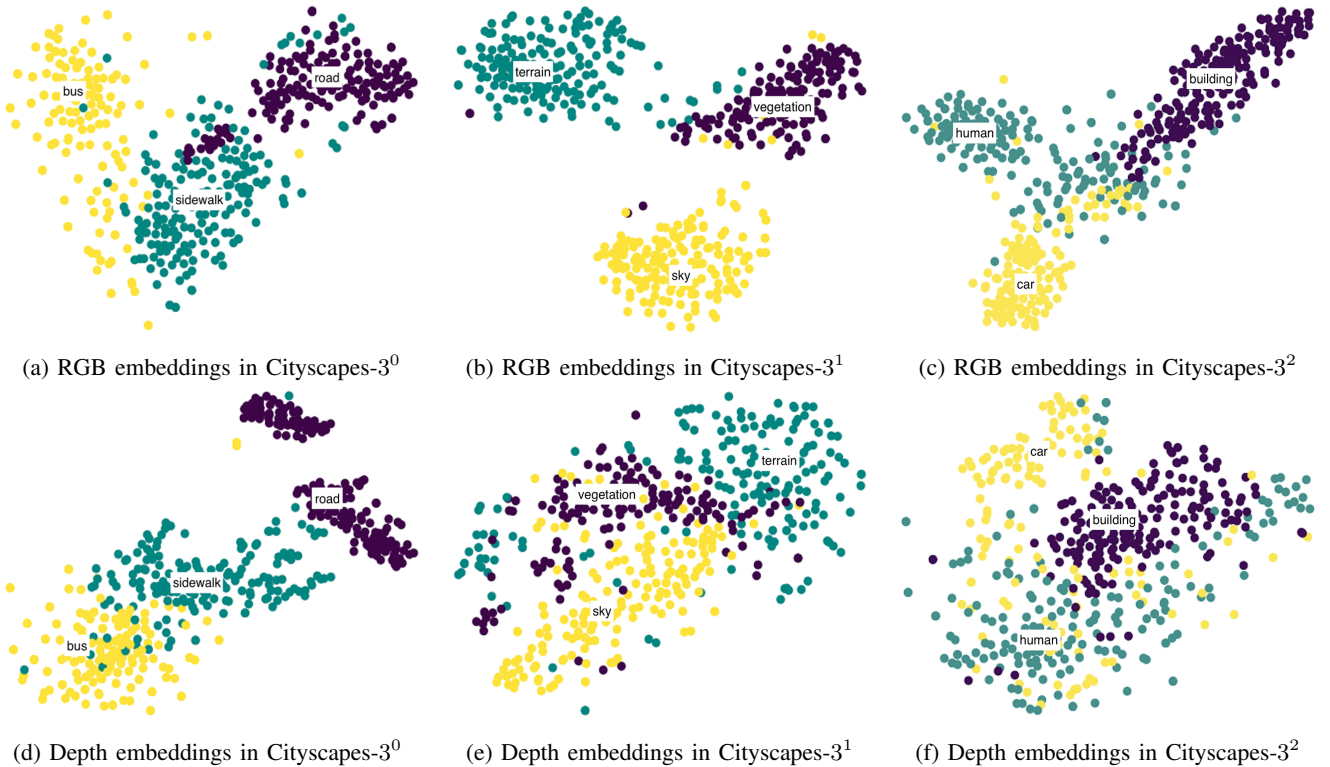 bus
road
sidewalk
terrain
vegetation
sky
building
human
car
(a) RGB embeddings in Cityscapes-3⁰
(b) RGB embeddings in Cityscapes-3¹
(c) RGB embeddings in Cityscapes-3²
road
sidewalk
bus
terrain
vegetation
sky
car
building
human
(d) Depth embeddings in Cityscapes-3⁰
(e) Depth embeddings in Cityscapes-3¹
(f) Depth embeddings in Cityscapes-3²